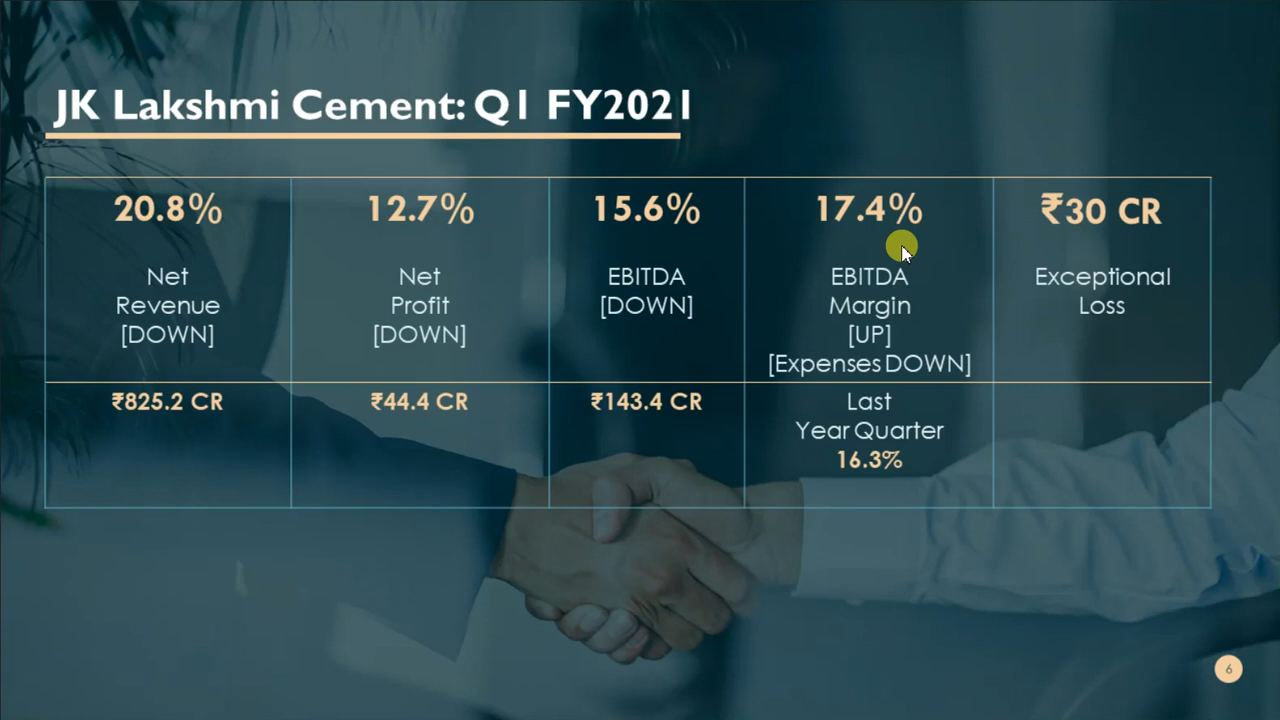 JK Lakshmi Cement: Q1 FY2021
20.8%
Net
Revenue
[DOWN]
12.7%
Net
Profit
[DOWN]
15.6%
EBITDA
[DOWN]
17.4%
EBITDA
Margin
[UP]
[Expenses DOWN]
₹30 CR
Exceptional
Loss
₹825.2 CR
₹44.4 CR
₹143.4 CR
Last
Year Quarter
16.3%
6